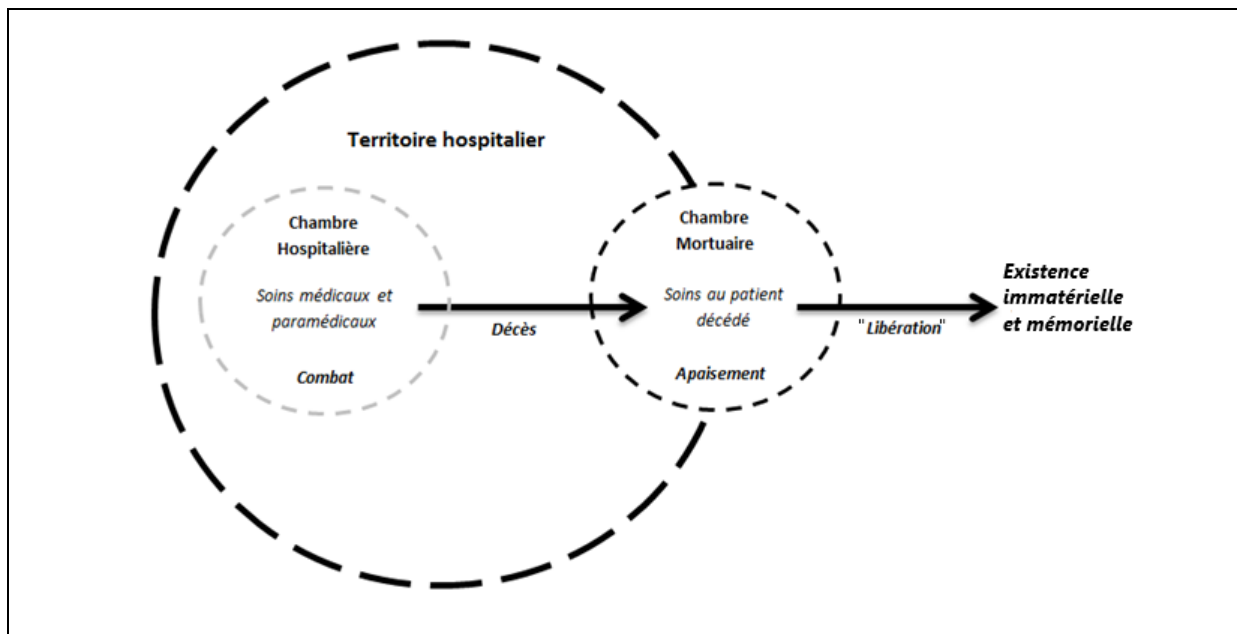 Territoire hospitalier
Chambre
Hospitalière
Soins médicaux et
paramédicaux
Combat
Décès
Chambre
Mortuaire
Soins au patient
décédé
Apaisement
"Libération"
Existence
immatérielle
et mémorielle